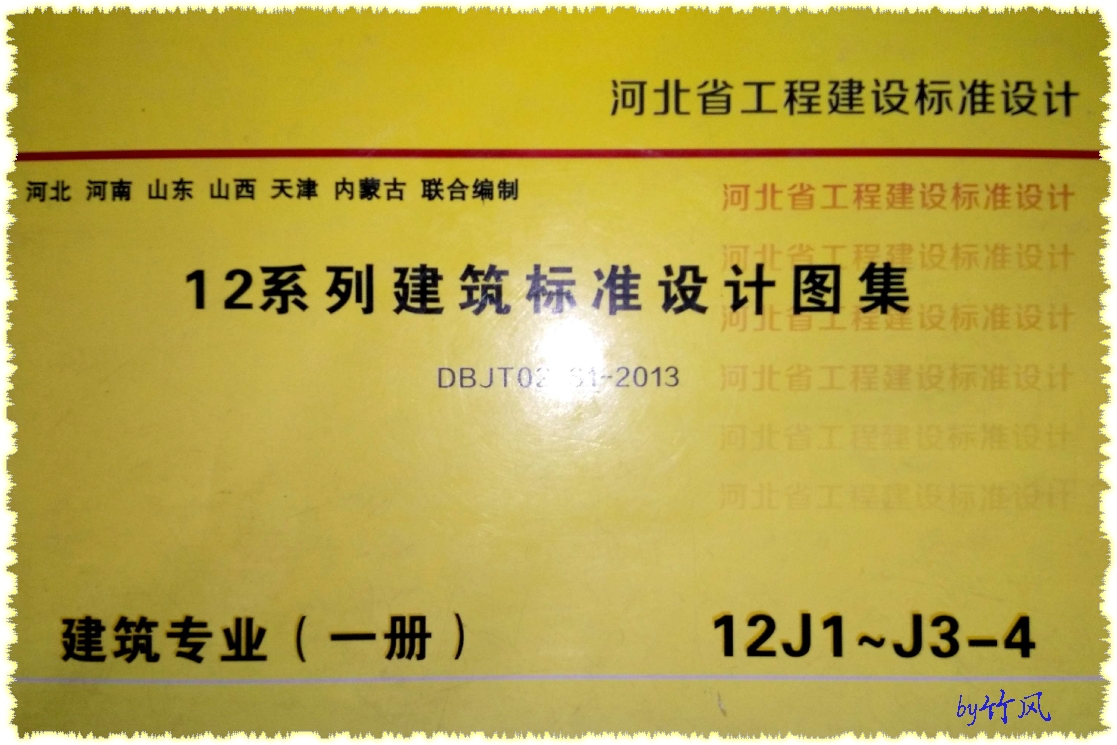 河北省工程建设标准设计
河北 河南 山东 山西 天津 内蒙古 联合编制
河北省工程建设标准设计
河北省工程建设标准设计
12系列建筑标准设计图集
河北省工程建设标准设计
DBJT02 81-2013
河北省工程建设标准设计
河北省工程建设标准设计
河北省工程建设标准设计
建筑专业（一册）
12J1~J3-4
by竹风